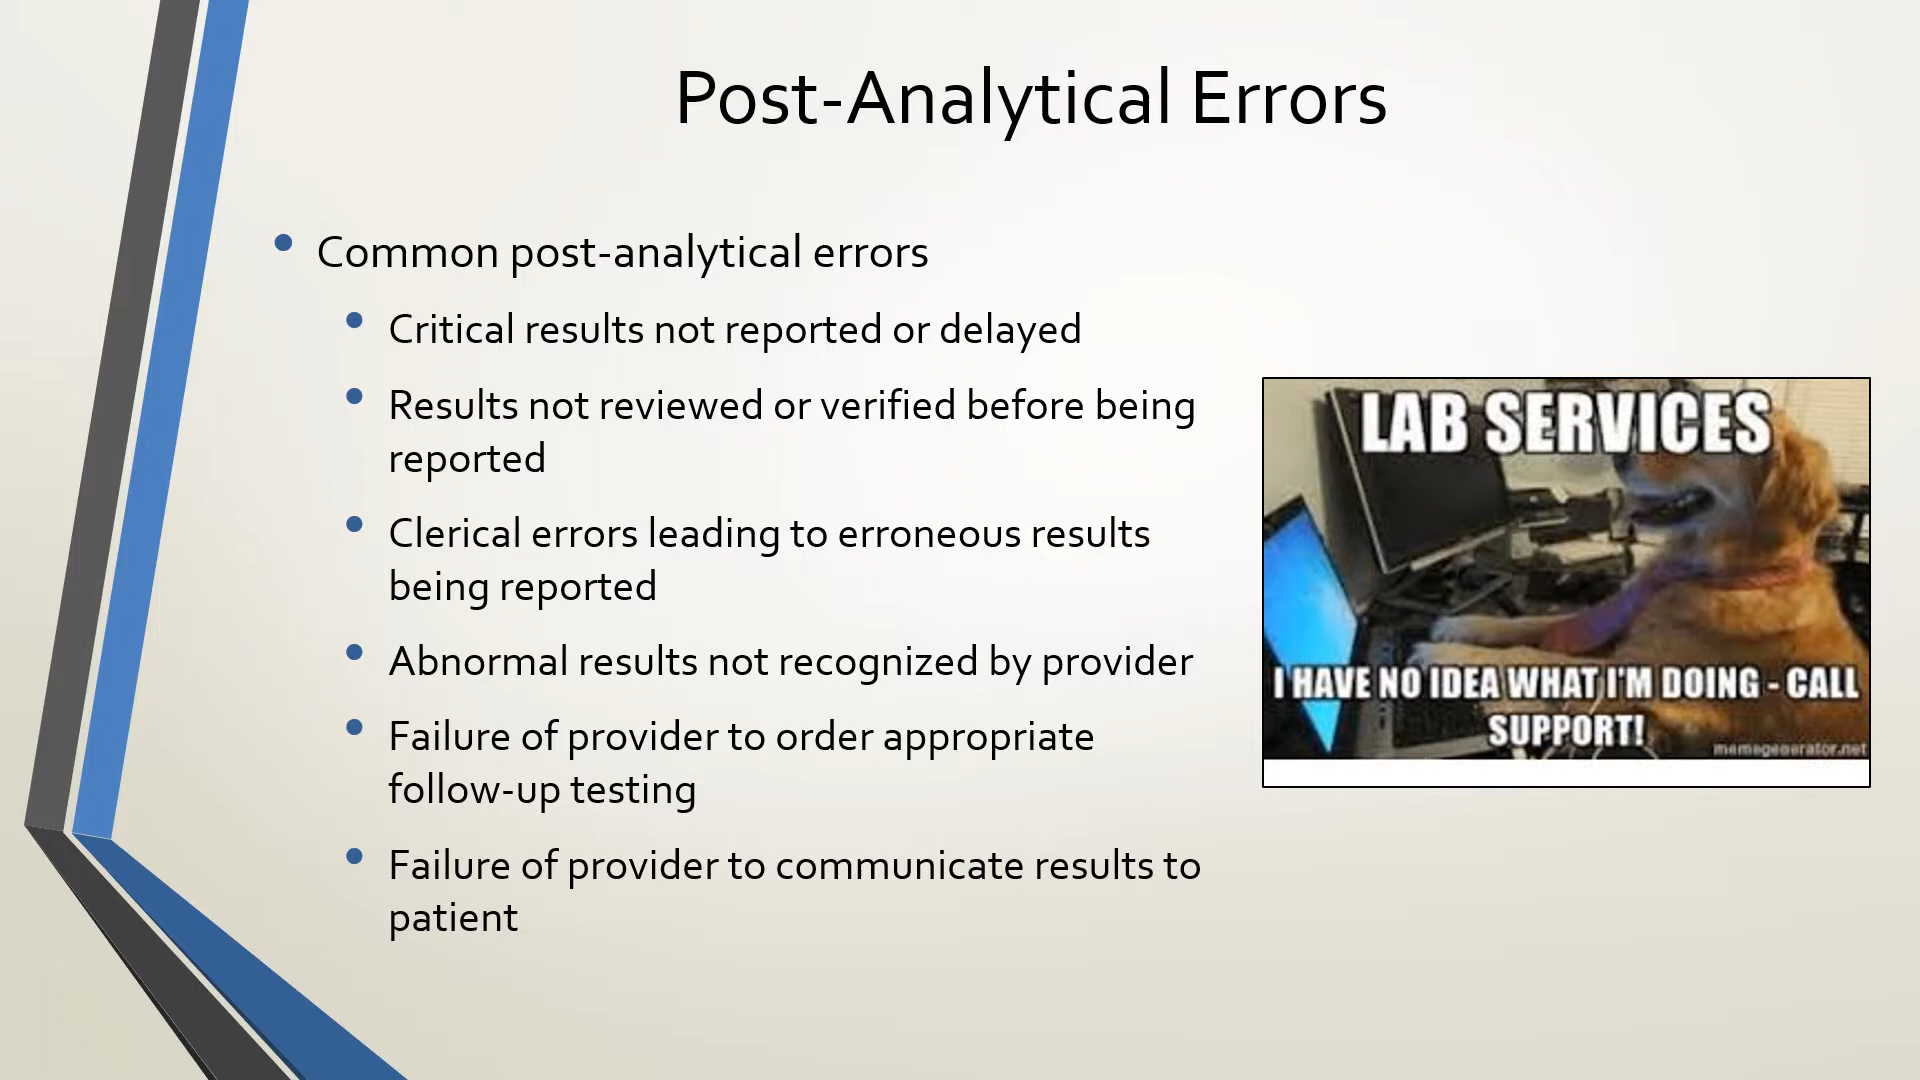 Post-Analytical Errors
Common post-analytical errors
Critical results not reported or delayed
Results not reviewed or verified before being
reported
Clerical errors leading to erroneous results
being reported
Abnormal results not recognized by provider
Failure of provider to order appropriate
follow-up testing
Failure of provider to communicate results to
patient
LAB SERVICES
I HAVE NO IDEA WHAT I'M DOING - CALL
SUPPORT!
memegenerator.net